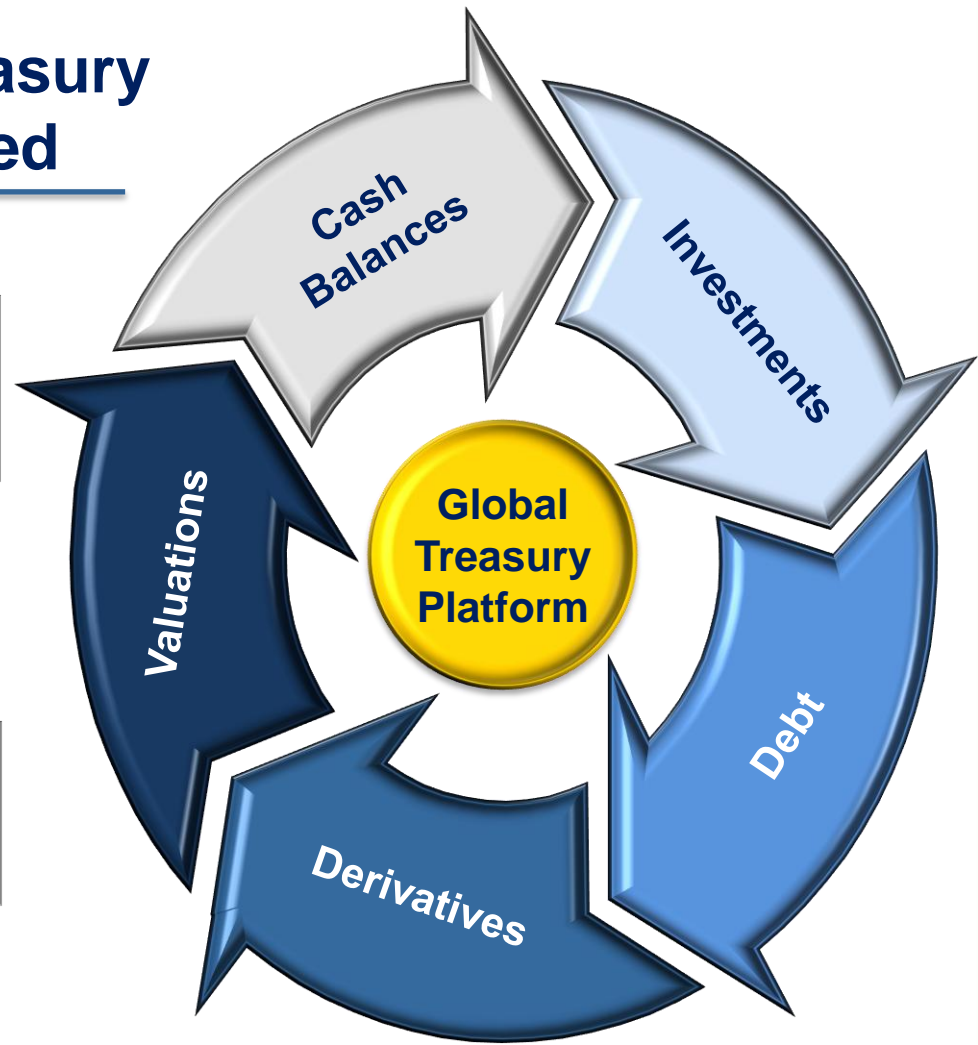 asury
ed
Cash
Balances
Investments
Global
Treasury
Platform
Valuations
Debt
Derivatives